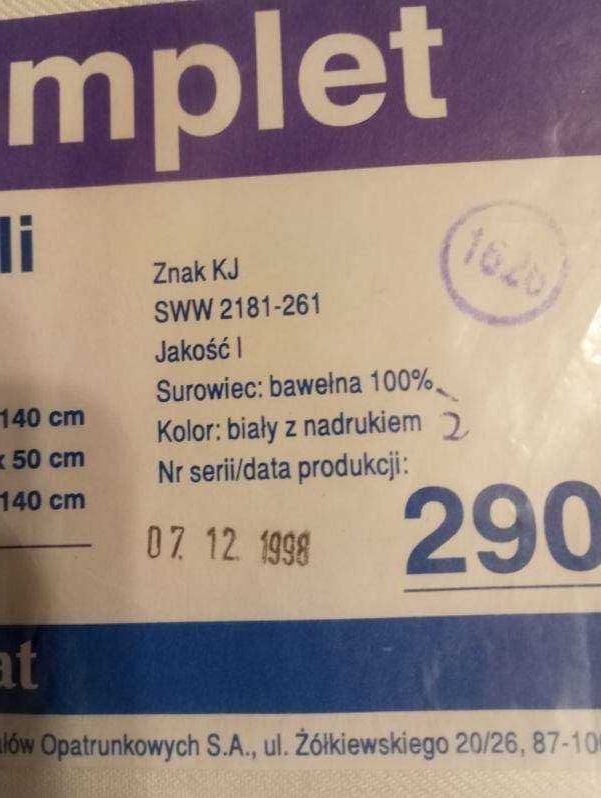 mplet
li
Znak KJ
SWW 2181-261
Jakość I
Surowiec: bawełna 100%
140 cm
Kolor: biały z nadrukiem 2
x 50 cm
Nr serii/data produkcji:
140 cm
07. 12. 1998
290
at
ałów Opatrunkowych S.A., ul. Żółkiewskiego 20/26, 87-10